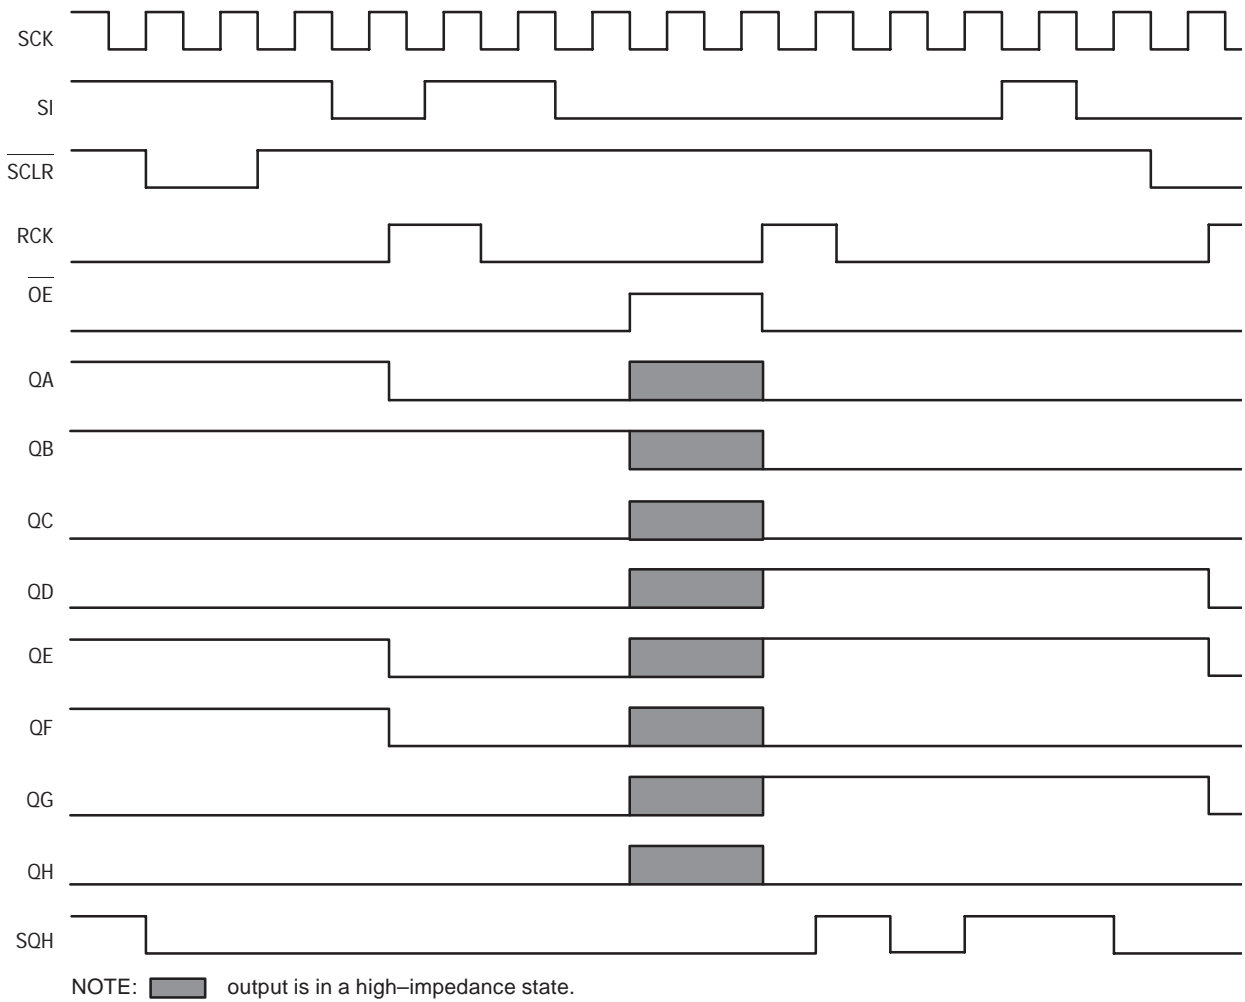 SCK
SI
SCLR
RCK
OE
QA
QB
QC
QD
QE
QF
QG
QH
SQH
NOTE: output is in a high–impedance state.